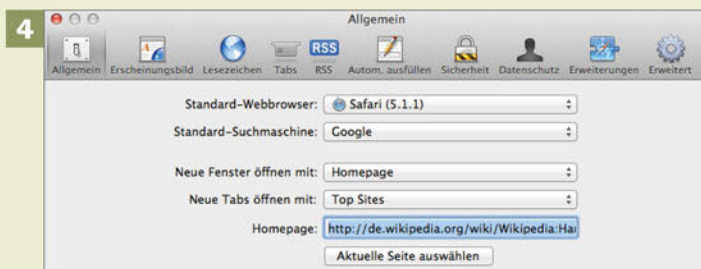 4
Allgemein
RSS
Allgemein Erscheinungsbild Lesezeichen Tabs RSS Autom. ausfüllen Sicherheit Datenschutz Erweiterungen Erweitert
Standard-Webbrowser: Safari (5.1.1)
Standard-Suchmaschine: Google
Neue Fenster öffnen mit: Homepage
Neue Tabs öffnen mit: Top Sites
Homepage: http://de.wikipedia.org/wiki/Wikipedia:Hau
Aktuelle Seite auswählen